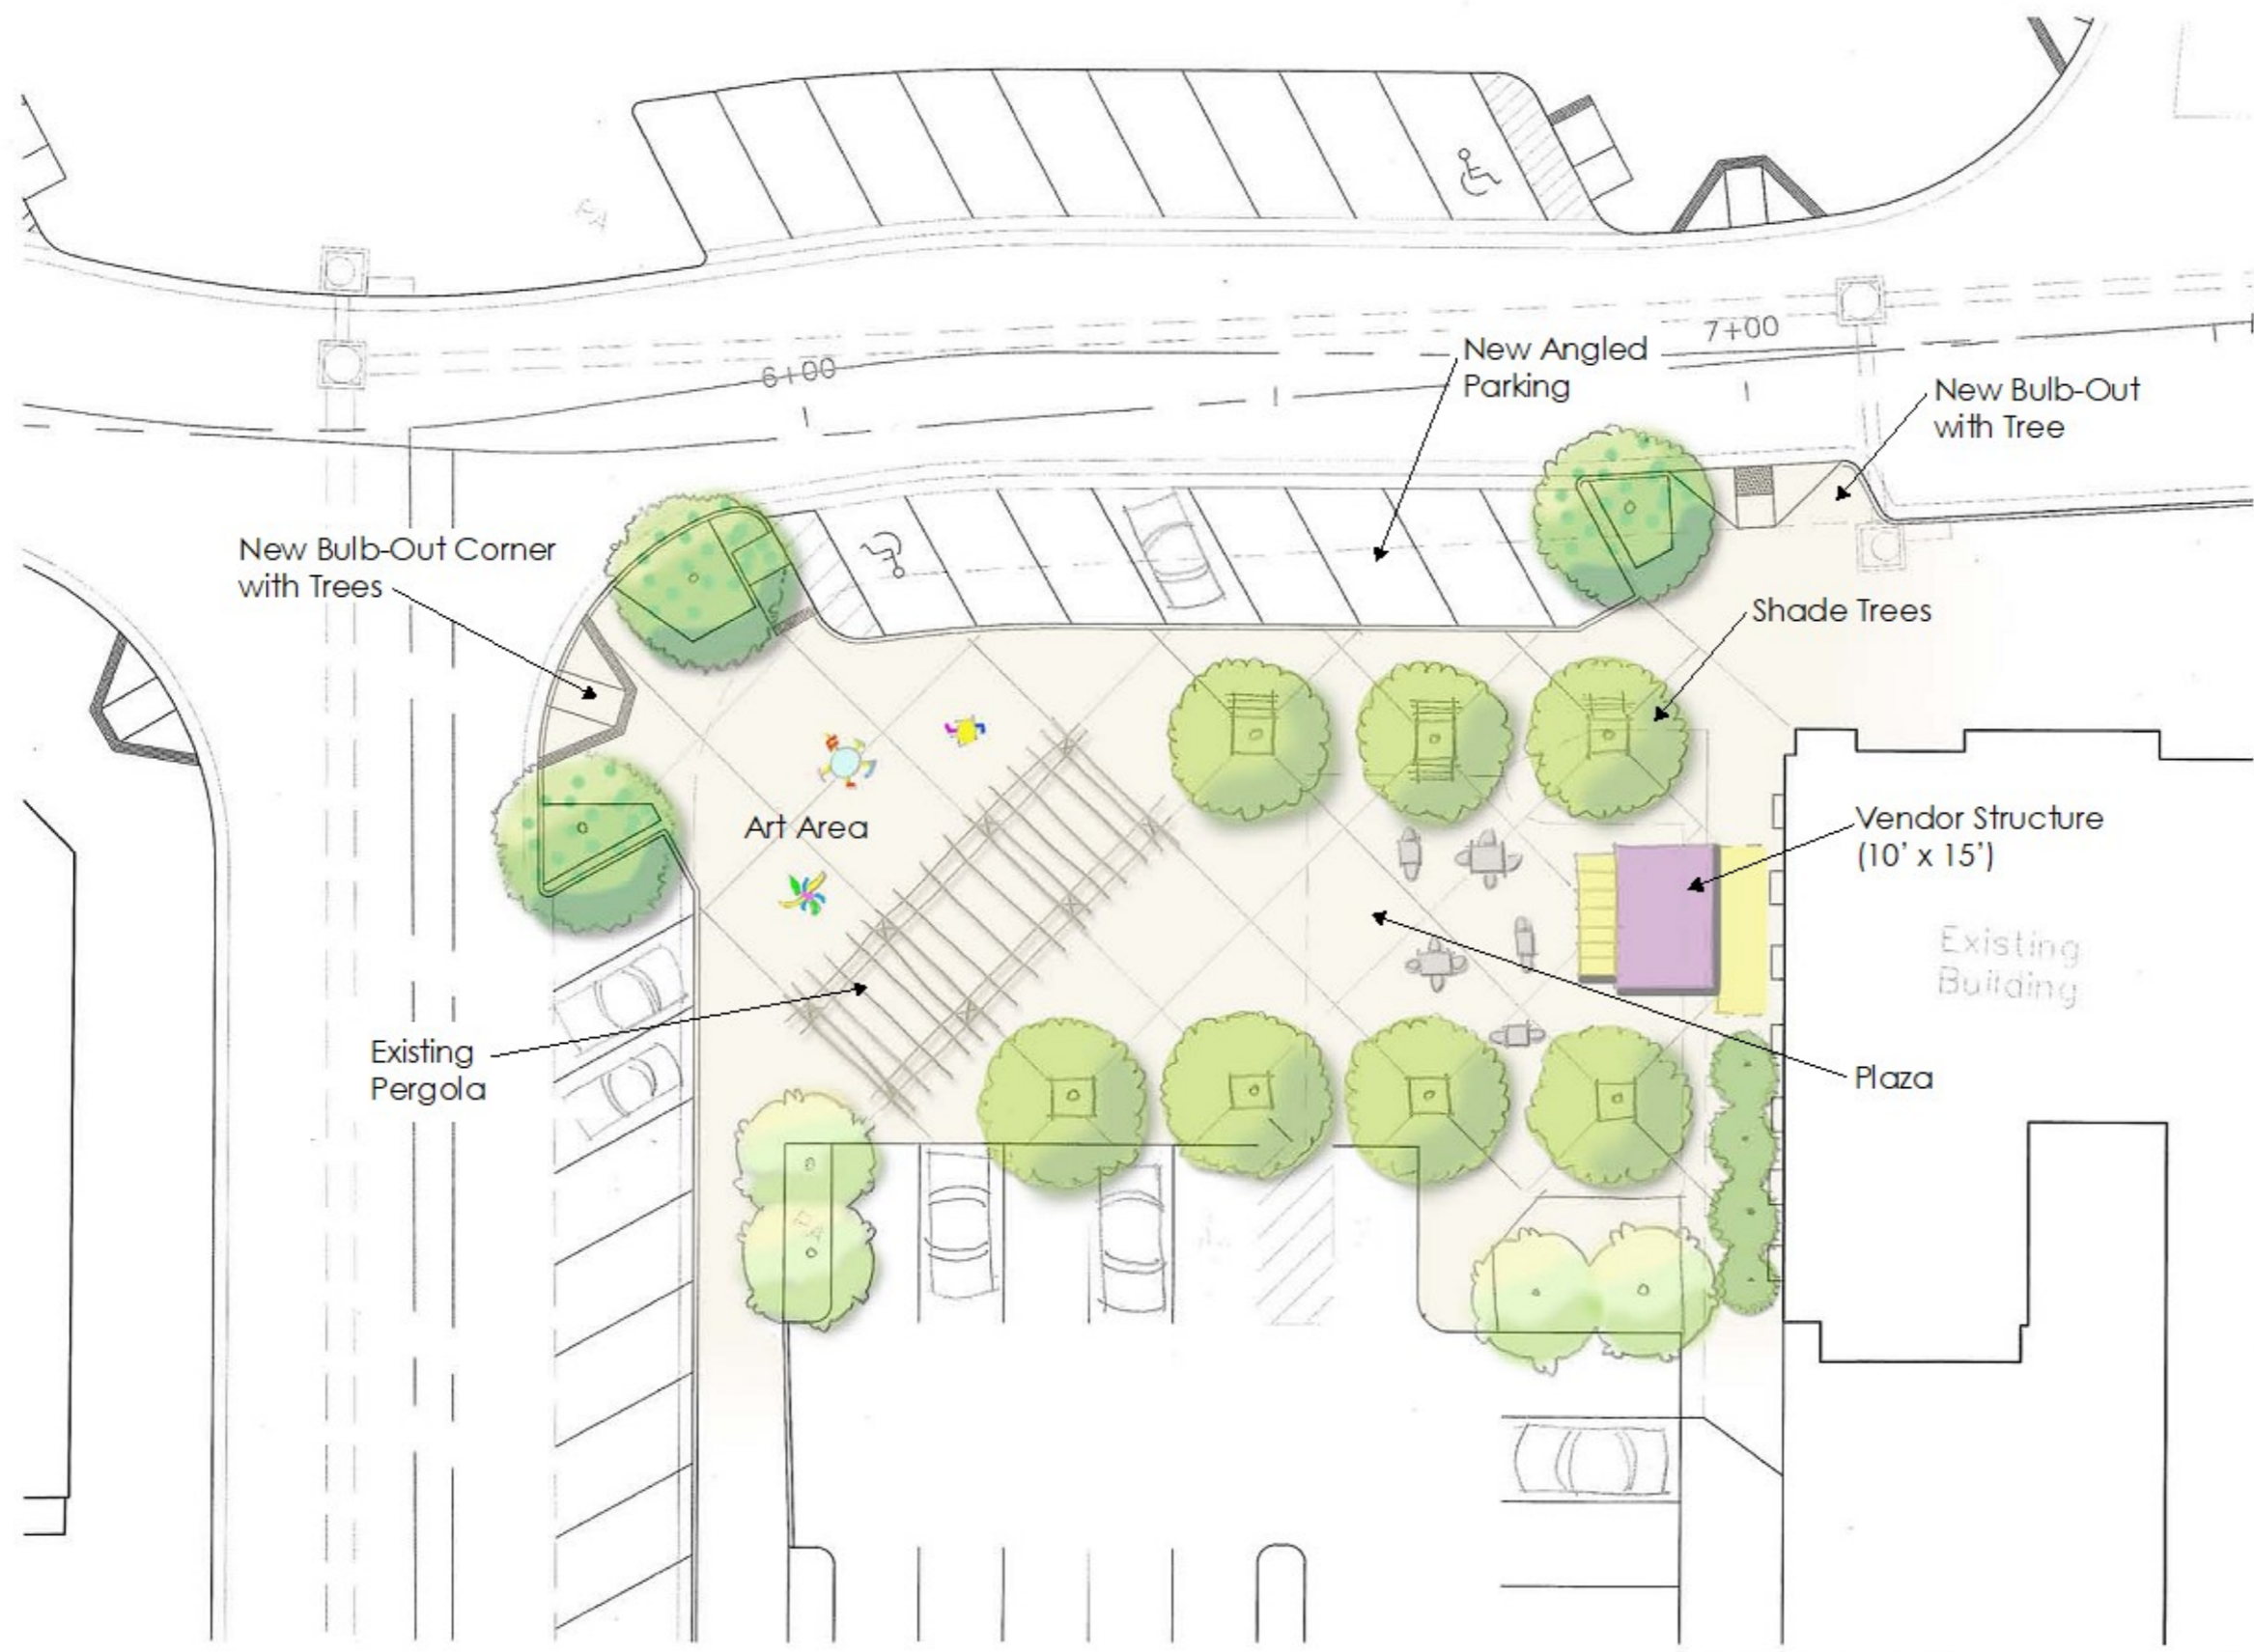 6+00
7+00
New Angled
Parking
New Bulb-Out
with Tree
New Bulb-Out Corner
with Trees
Shade Trees
Art Area
Vendor Structure
(10' x 15')
Existing
Building
Existing
Pergola
Plaza